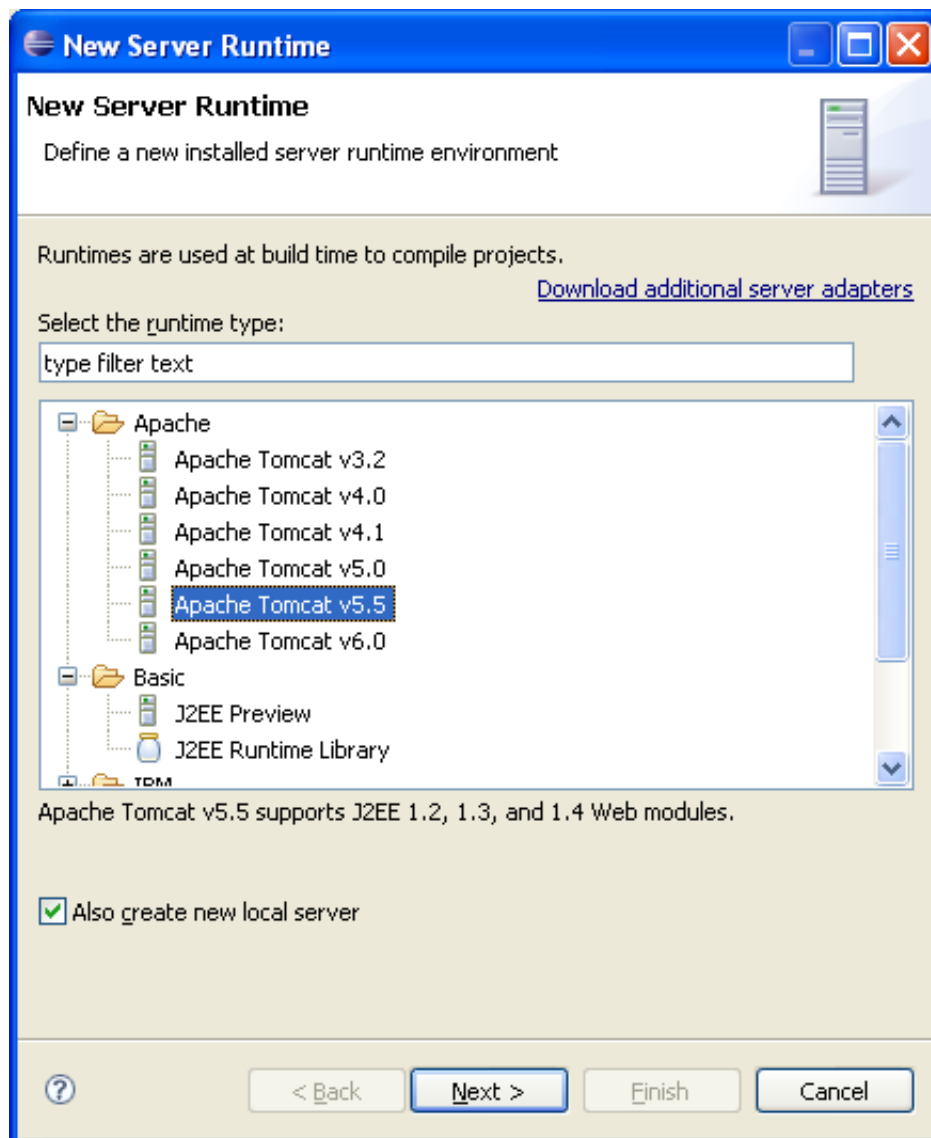 New Server Runtime
New Server Runtime
Define a new installed server runtime environment
Runtimes are used at build time to compile projects.
Download additional server adapters
Select the runtime type:
type filter text
Apache
Apache Tomcat v3.2
Apache Tomcat v4.0
Apache Tomcat v4.1
Apache Tomcat v5.0
Apache Tomcat v5.5
Apache Tomcat v6.0
Basic
J2EE Preview
J2EE Runtime Library
IBM
Apache Tomcat v5.5 supports J2EE 1.2, 1.3, and 1.4 Web modules.
Also create new local server
?
< Back Next > Finish Cancel